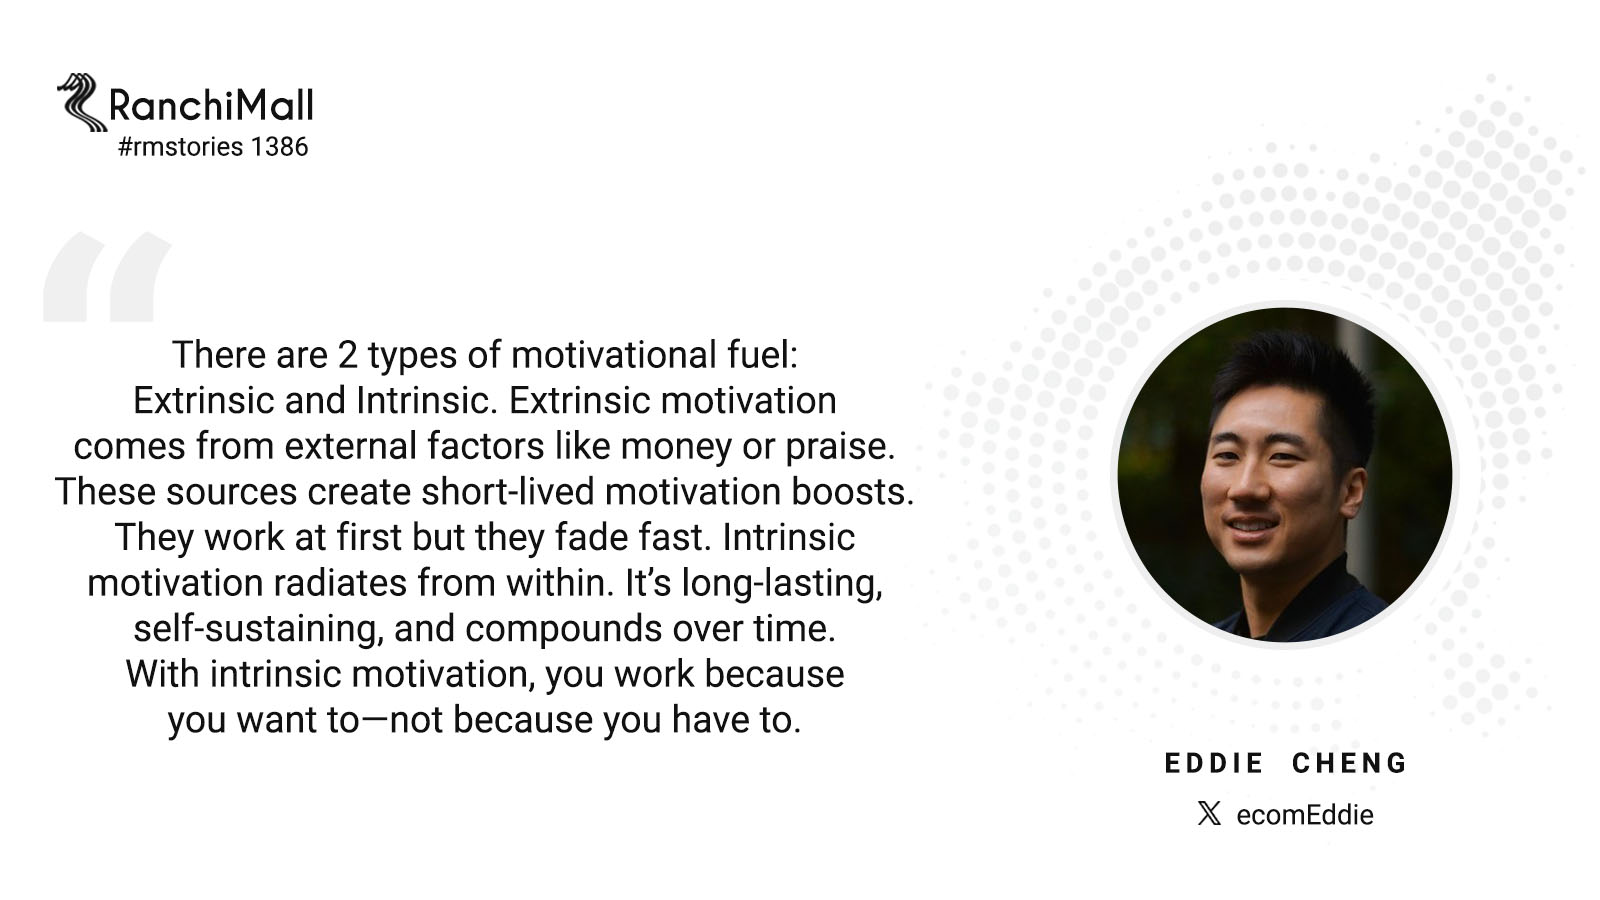 RanchiMall
#rmstories 1386
“
There are 2 types of motivational fuel:
Extrinsic and Intrinsic. Extrinsic motivation
comes from external factors like money or praise.
These sources create short-lived motivation boosts.
They work at first but they fade fast. Intrinsic
motivation radiates from within. It’s long-lasting,
self-sustaining, and compounds over time.
With intrinsic motivation, you work because
you want to—not because you have to.
EDDIE CHENG
𝕏 ecomEddie